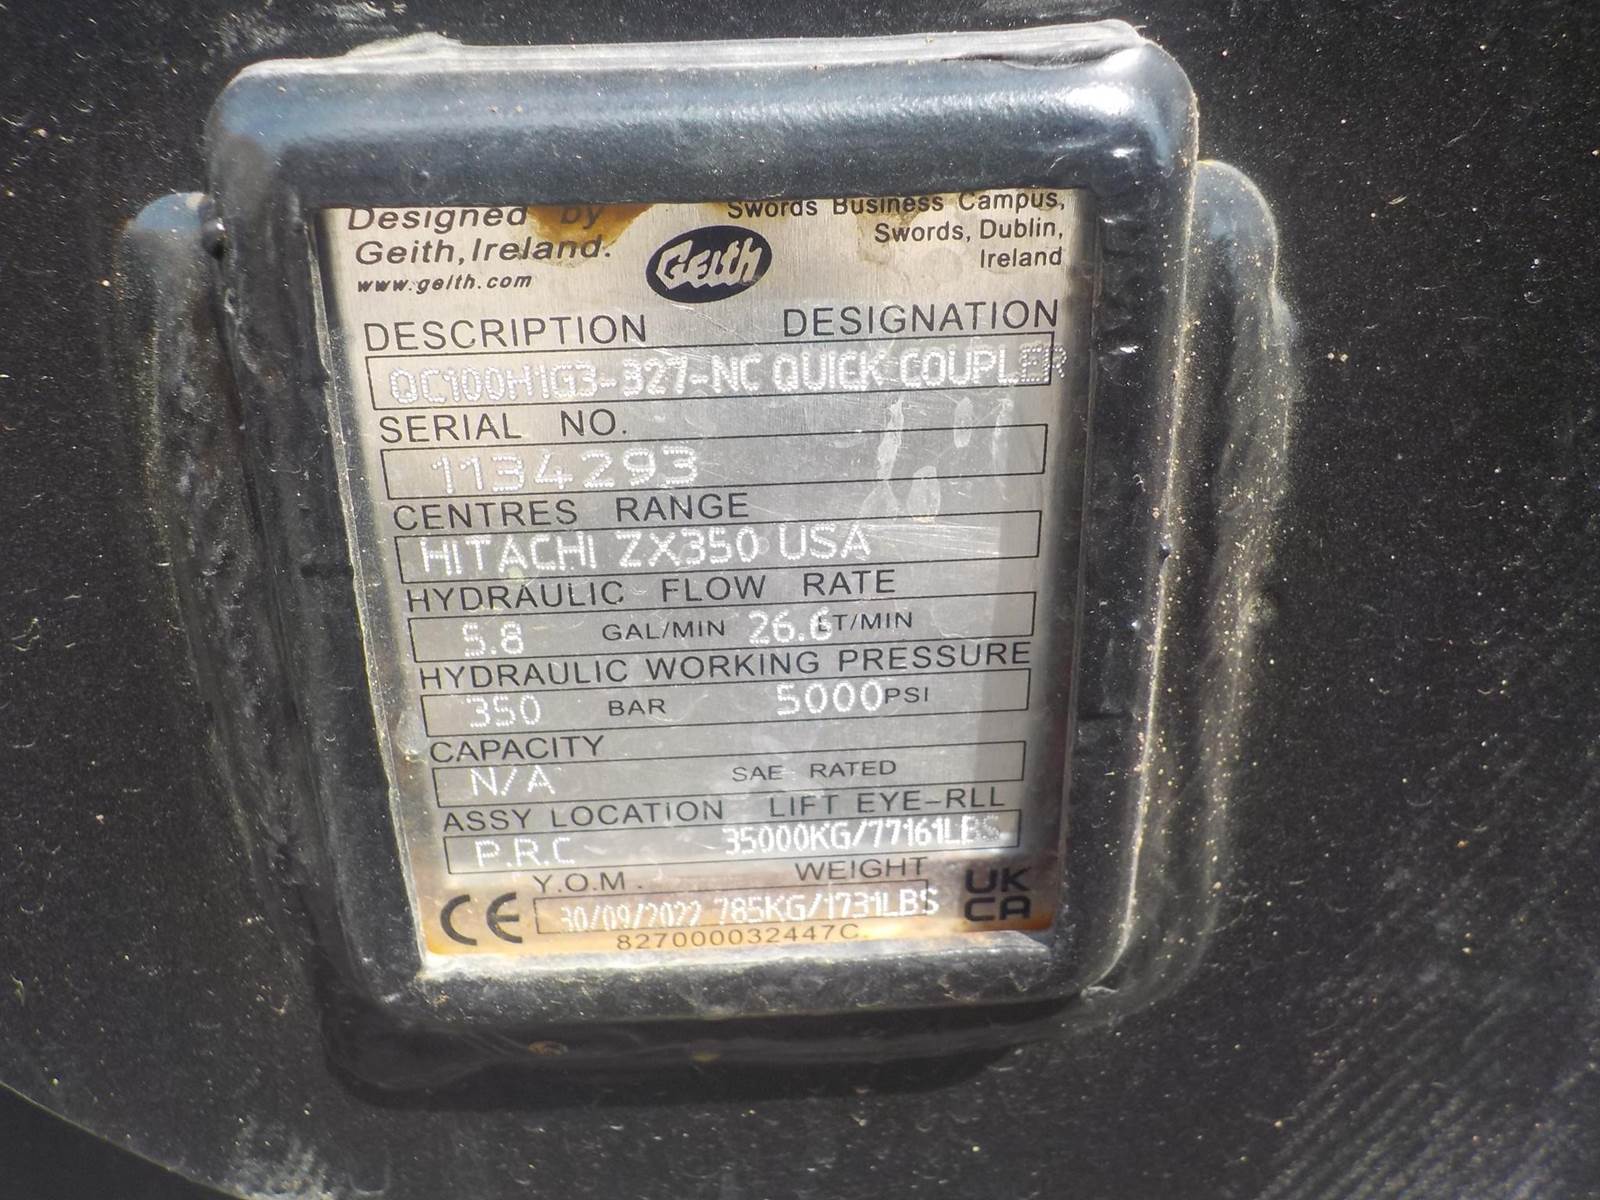 Designed by
Geith, Ireland.
www.geith.com
Geith
Swords Business Campus,
Swords, Dublin,
Ireland
DESCRIPTION DESIGNATION
QC100H1G3-B27-NC QUICK COUPLER
SERIAL NO.
1134293
CENTRES RANGE
HITACHI ZX350 USA
HYDRAULIC FLOW RATE
5.8 GAL/MIN 26.6 LT/MIN
HYDRAULIC WORKING PRESSURE
350 BAR 5000 PSI
CAPACITY
N/A SAE RATED
ASSY LOCATION LIFT EYE-RLL
P.R.C 35000KG/77161LBS
Y.O.M. WEIGHT
CE 30/09/2022 785KG/1731LBS UK CA
827000032447C